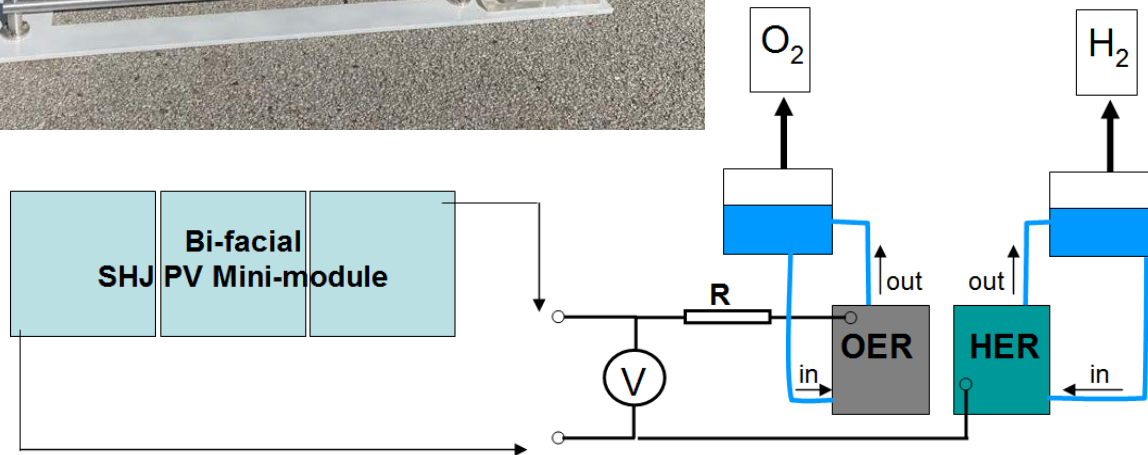 O₂
H₂
Bi-facial
SHJ PV Mini-module
out
out
R
OER
HER
V
in
in